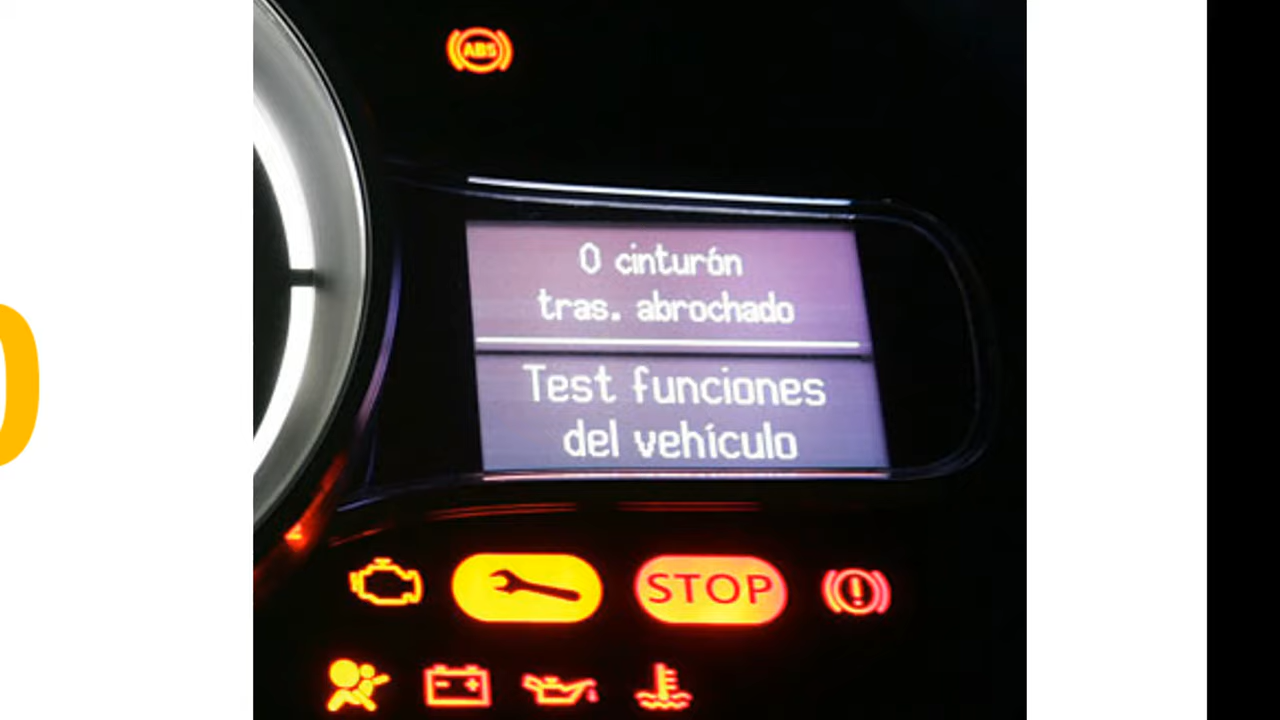 ABS
0 cinturón
tras. abrochado
Test funciones
del vehículo
STOP